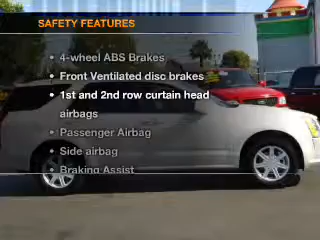 SAFETY FEATURES
• 4-wheel ABS Brakes
• Front Ventilated disc brakes
• 1st and 2nd row curtain head
airbags
• Passenger Airbag
• Side airbag
• Braking Assist